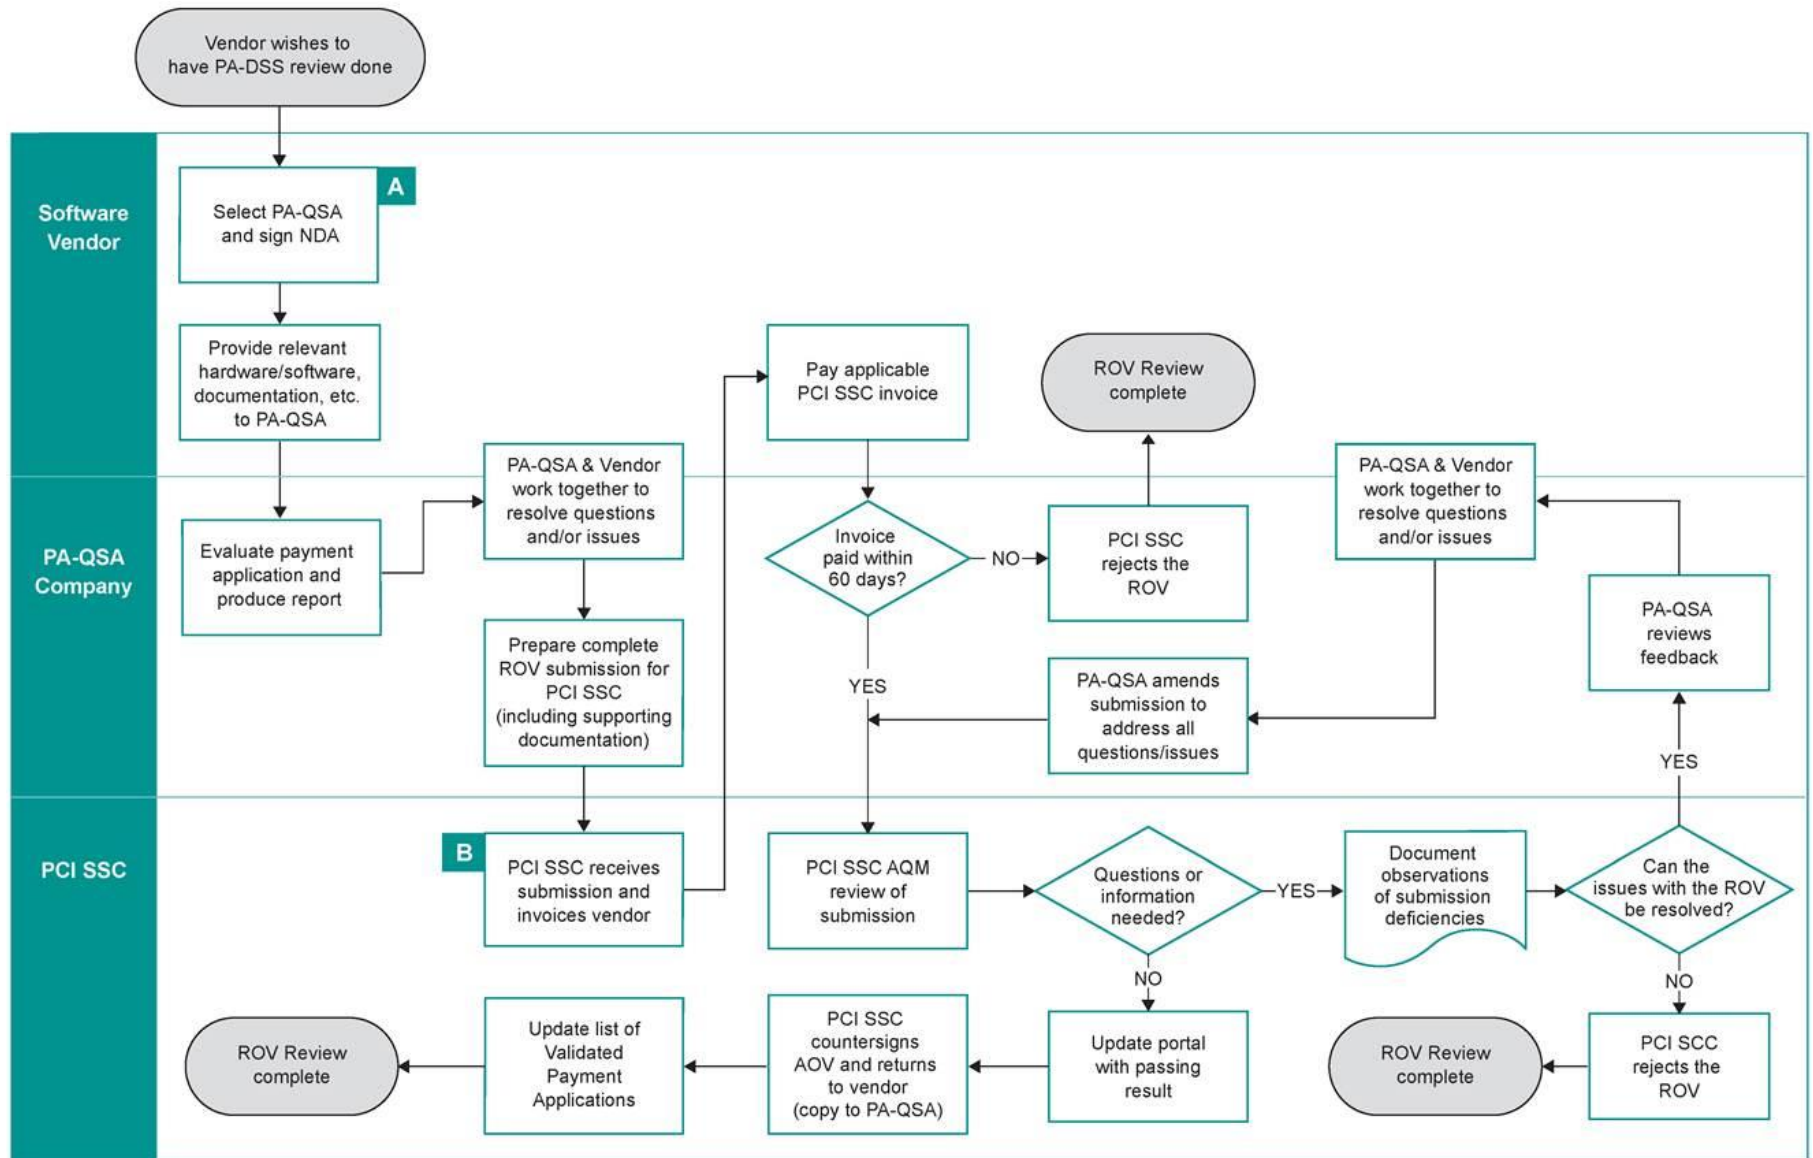 Vendor wishes to
have PA-DSS review done
Software
Vendor
A
Select PA-QSA
and sign NDA
Provide relevant
hardware/software,
documentation, etc.
to PA-QSA
Pay applicable
PCI SSC invoice
ROV Review
complete
PA-QSA
Company
Evaluate payment
application and
produce report
PA-QSA & Vendor
work together to
resolve questions
and/or issues
Prepare complete
ROV submission for
PCI SSC
(including supporting
documentation)
Invoice
paid within
60 days?
NO
PCI SSC
rejects the
ROV
YES
PA-QSA & Vendor
work together to
resolve questions
and/or issues
PA-QSA amends
submission to
address all
questions/issues
PA-QSA
reviews
feedback
YES
PCI SSC
B
PCI SSC receives
submission and
invoices vendor
PCI SSC AQM
review of
submission
Questions or
information
needed?
YES
Document
observations
of submission
deficiencies
Can the
issues with the ROV
be resolved?
NO
NO
ROV Review
complete
Update list of
Validated
Payment
Applications
PCI SSC
countersigns
AOV and returns
to vendor
(copy to PA-QSA)
Update portal
with passing
result
ROV Review
complete
PCI SCC
rejects the
ROV